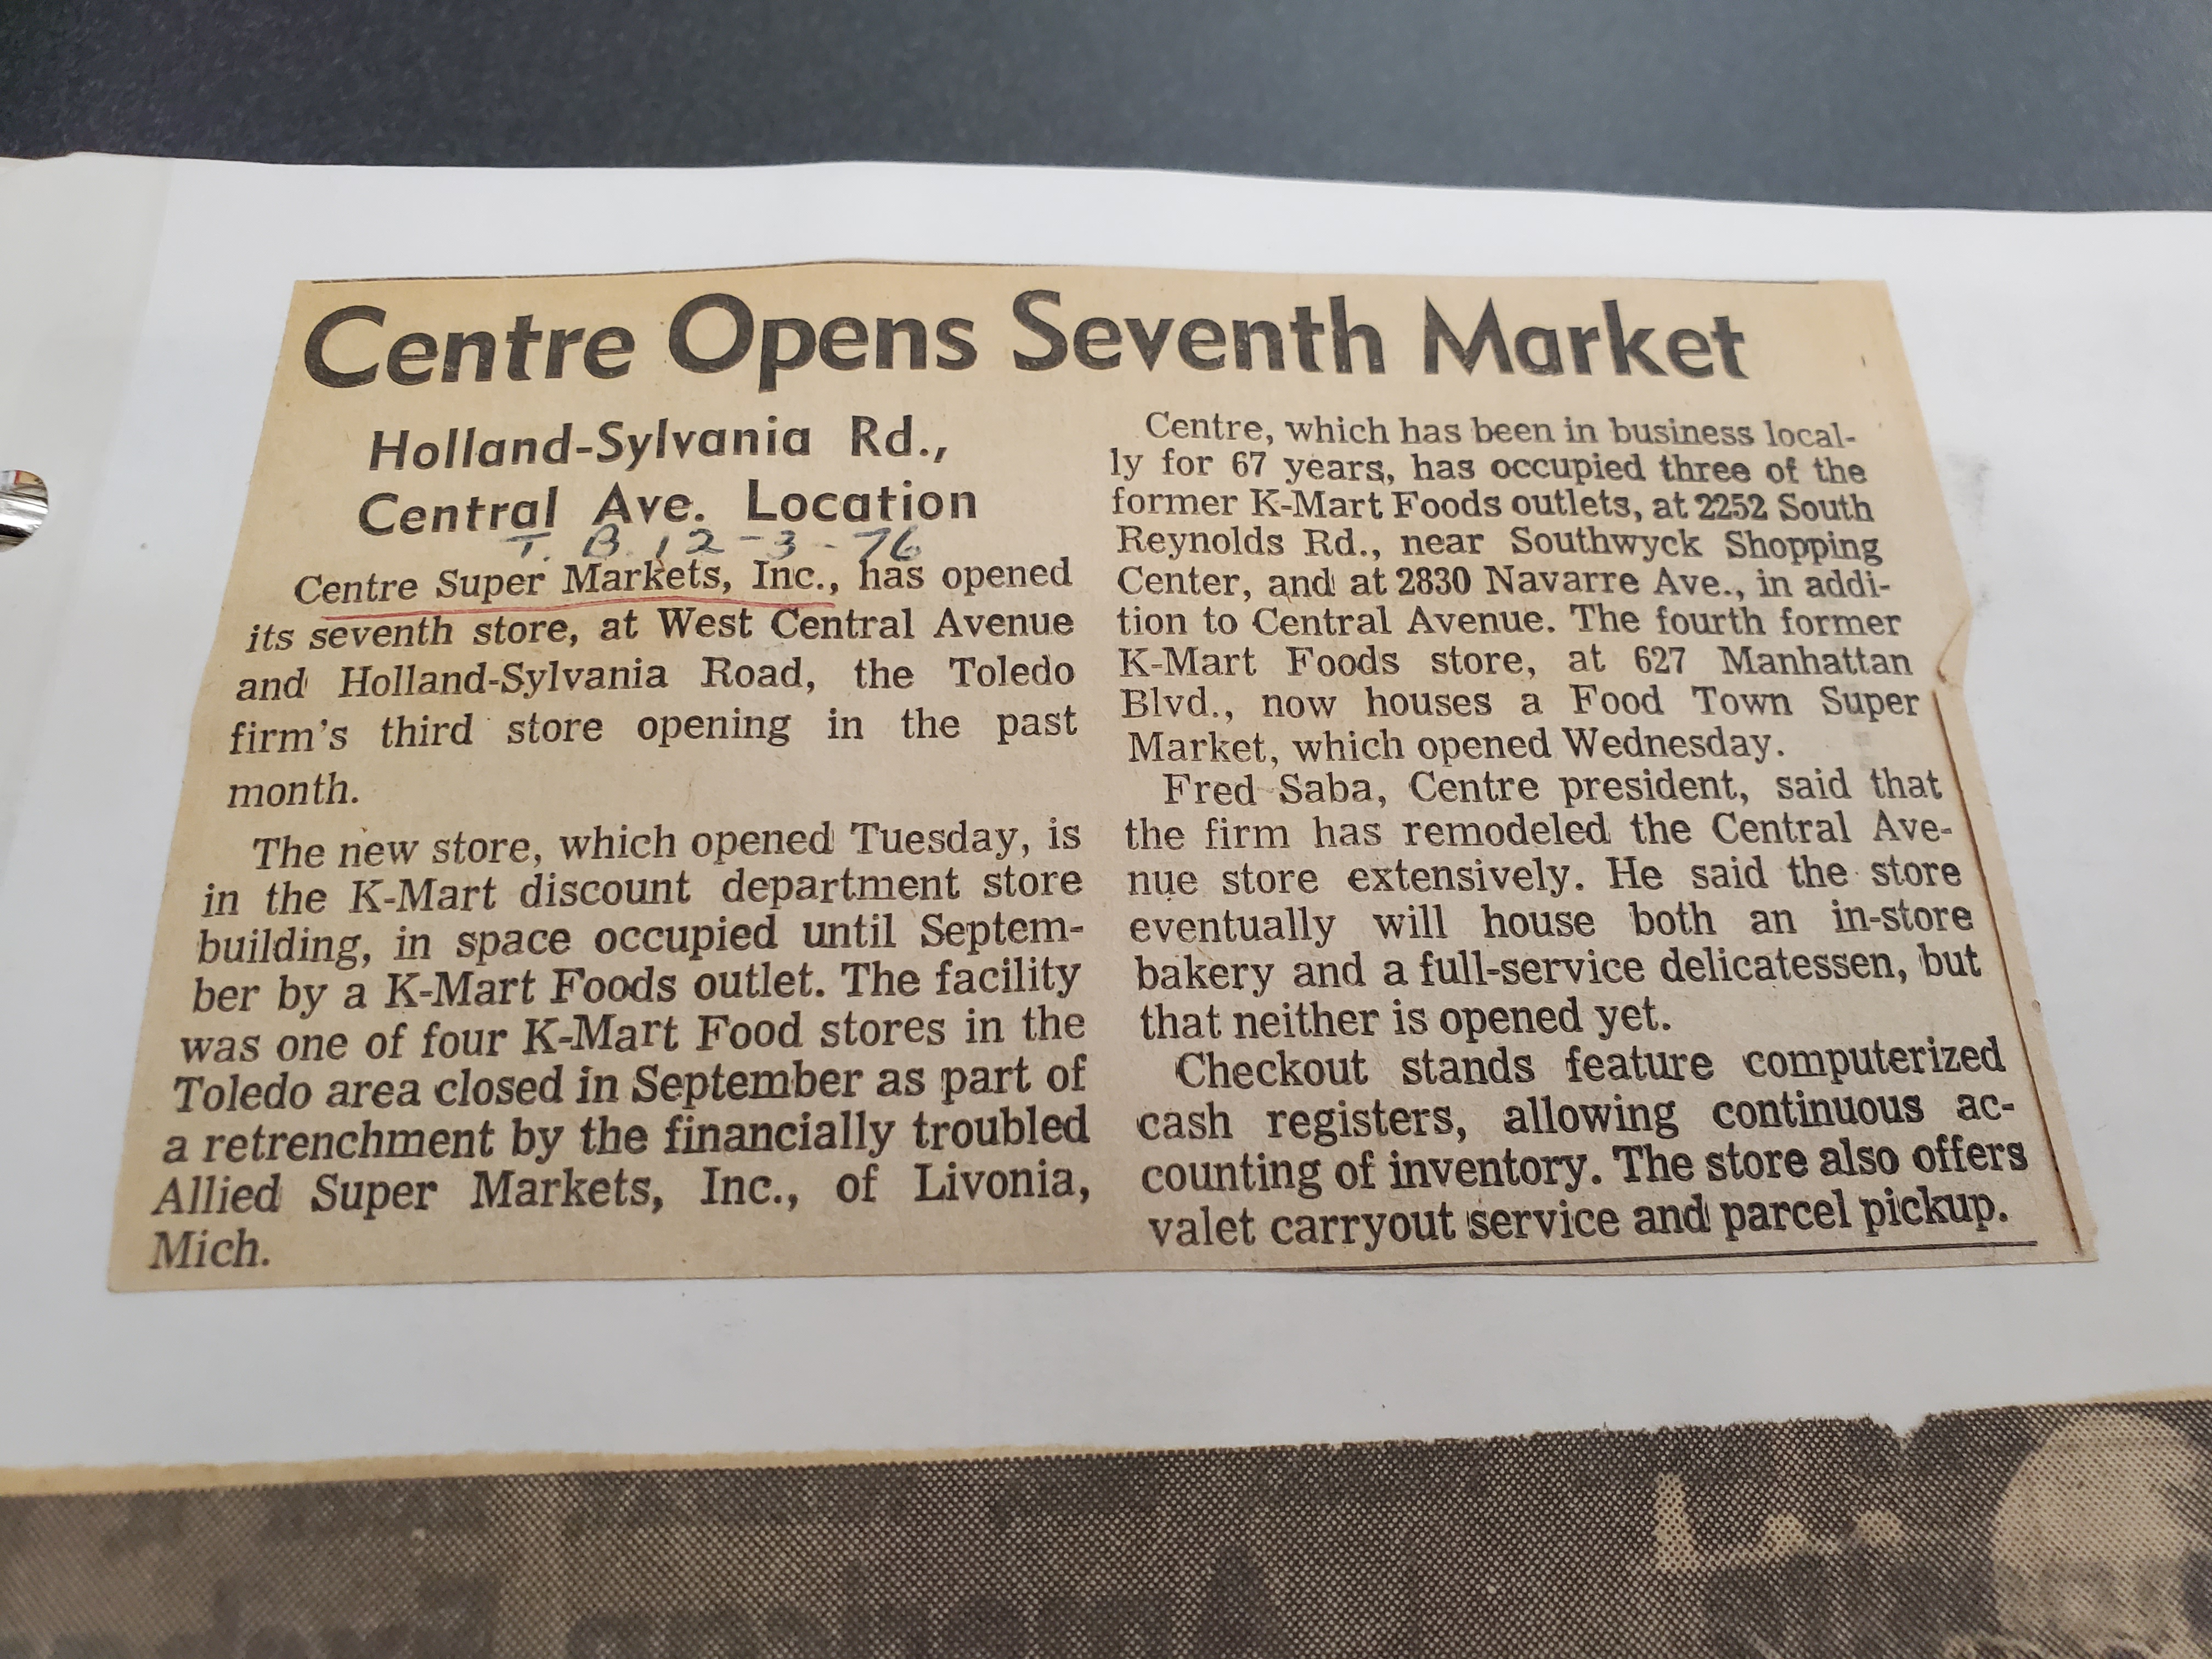 Centre Opens Seventh Market
Holland-Sylvania Rd.,
Central Ave. Location
T. B. 12-3-76
Centre Super Markets, Inc., has opened
its seventh store, at West Central Avenue
and Holland-Sylvania Road, the Toledo
firm's third store opening in the past
month.
The new store, which opened Tuesday, is
in the K-Mart discount department store
building, in space occupied until Septem-
ber by a K-Mart Foods outlet. The facility
was one of four K-Mart Food stores in the
Toledo area closed in September as part of
a retrenchment by the financially troubled
Allied Super Markets, Inc., of Livonia,
Mich.
Centre, which has been in business local-
ly for 67 years, has occupied three of the
former K-Mart Foods outlets, at 2252 South
Reynolds Rd., near Southwyck Shopping
Center, and at 2830 Navarre Ave., in addi-
tion to Central Avenue. The fourth former
K-Mart Foods store, at 627 Manhattan
Blvd., now houses a Food Town Super
Market, which opened Wednesday.
Fred Saba, Centre president, said that
the firm has remodeled the Central Ave-
nue store extensively. He said the store
eventually will house both an in-store
bakery and a full-service delicatessen, but
that neither is opened yet.
Checkout stands feature computerized
cash registers, allowing continuous ac-
counting of inventory. The store also offers
valet carryout service and parcel pickup.